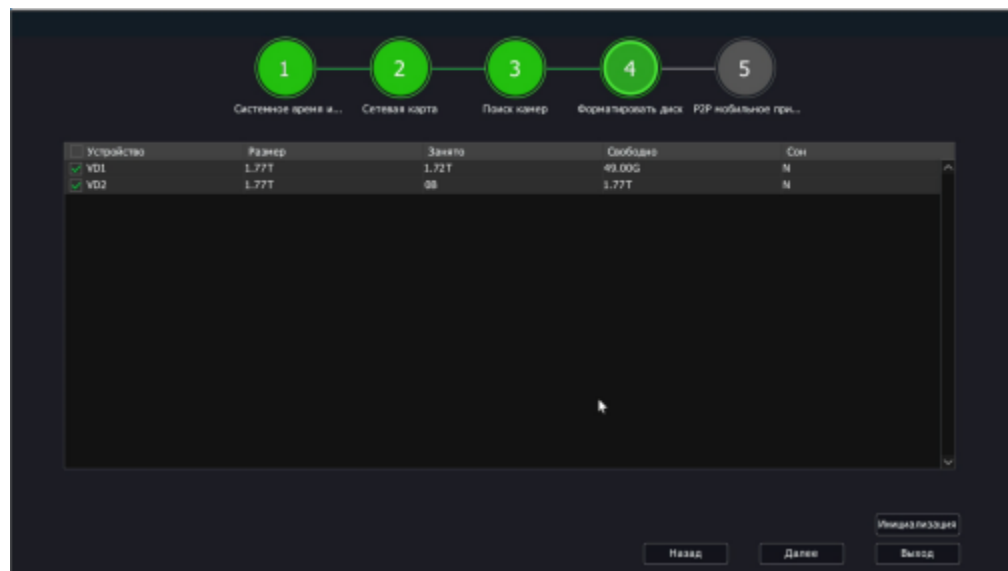 1 2 3 4 5
Системное время и... Сетевая карта Поиск камер Форматировать диск P2P мобильное при...
Устройство Размер Занято Свободно Сон
VD1 1.77T 1.72T 49.00G N
VD2 1.77T 0B 1.77T N
Инициализация
Назад Далее Выход